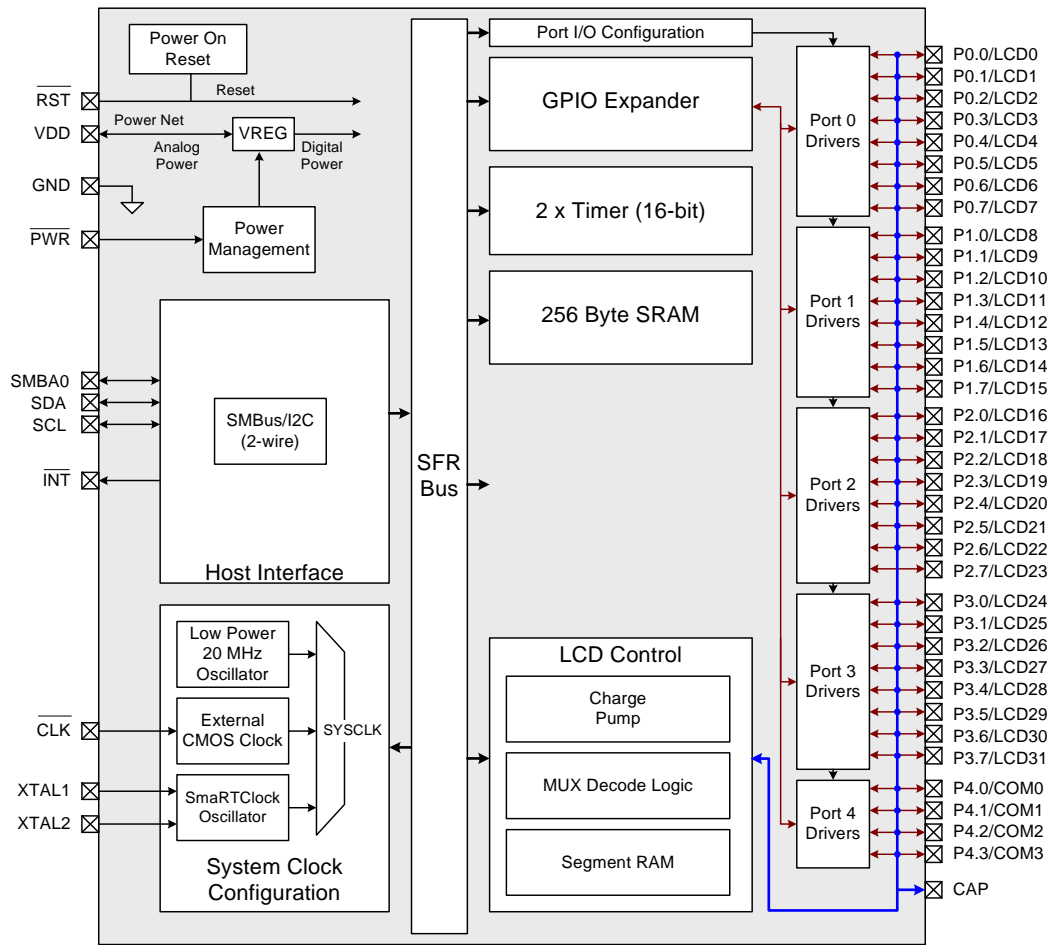 Power On
Reset
Reset
RST
VDD
Power Net
Analog
Power
VREG
Digital
Power
GND
PWR
Power
Management
SMBA0
SDA
SCL
INT
SMBus/I2C
(2-wire)
Host Interface
Low Power
20 MHz
Oscillator
External
CMOS Clock
SmaRTClock
Oscillator
SYSCLK
CLK
XTAL1
XTAL2
System Clock
Configuration
SFR
Bus
Port I/O Configuration
GPIO Expander
2 x Timer (16-bit)
256 Byte SRAM
LCD Control
Charge
Pump
MUX Decode Logic
Segment RAM
Port 0
Drivers
Port 1
Drivers
Port 2
Drivers
Port 3
Drivers
Port 4
Drivers
P0.0/LCD0
P0.1/LCD1
P0.2/LCD2
P0.3/LCD3
P0.4/LCD4
P0.5/LCD5
P0.6/LCD6
P0.7/LCD7
P1.0/LCD8
P1.1/LCD9
P1.2/LCD10
P1.3/LCD11
P1.4/LCD12
P1.5/LCD13
P1.6/LCD14
P1.7/LCD15
P2.0/LCD16
P2.1/LCD17
P2.2/LCD18
P2.3/LCD19
P2.4/LCD20
P2.5/LCD21
P2.6/LCD22
P2.7/LCD23
P3.0/LCD24
P3.1/LCD25
P3.2/LCD26
P3.3/LCD27
P3.4/LCD28
P3.5/LCD29
P3.6/LCD30
P3.7/LCD31
P4.0/COM0
P4.1/COM1
P4.2/COM2
P4.3/COM3
CAP